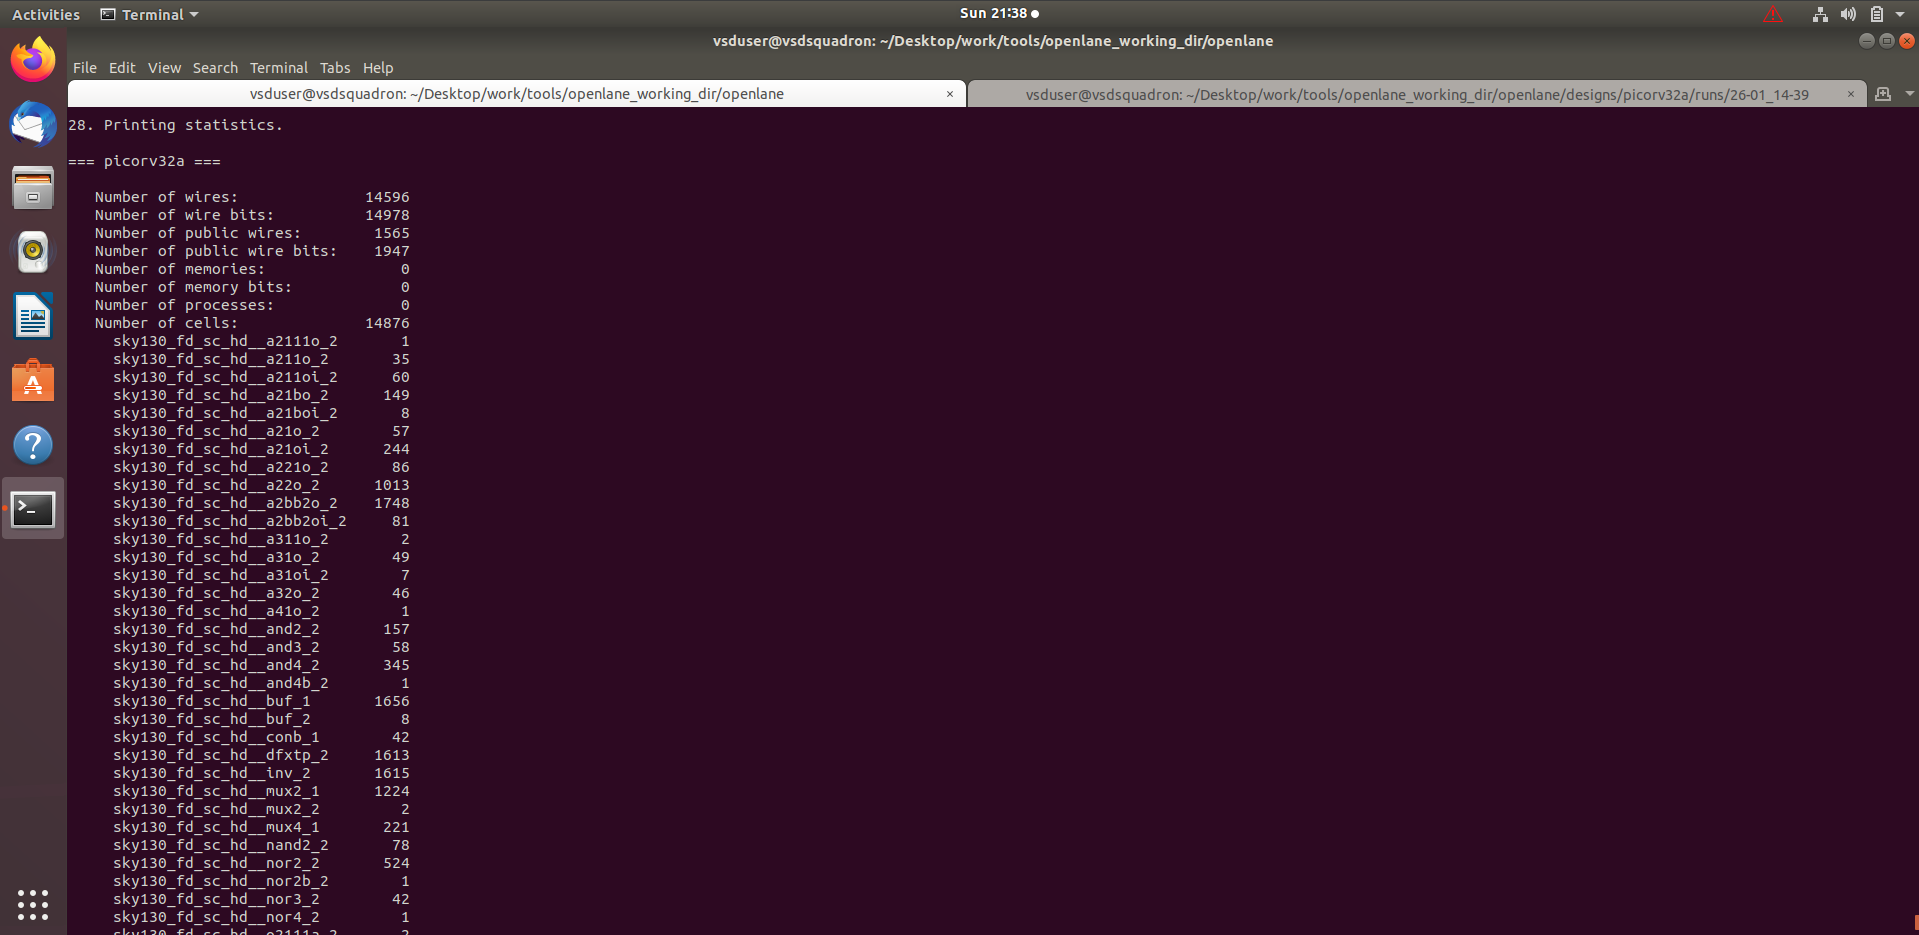 Activities Terminal Sun 21:38
vsduser@vsdsquadron: ~/Desktop/work/tools/openlane_working_dir/openlane
File Edit View Search Terminal Tabs Help
vsduser@vsdsquadron: ~/Desktop/work/tools/openlane_working_dir/openlane × vsduser@vsdsquadron: ~/Desktop/work/tools/openlane_working_dir/openlane/designs/picorv32a/runs/26-01_14-39 ×
28. Printing statistics.
=== picorv32a ===
Number of wires: 14596
Number of wire bits: 14978
Number of public wires: 1565
Number of public wire bits: 1947
Number of memories: 0
Number of memory bits: 0
Number of processes: 0
Number of cells: 14876
sky130_fd_sc_hd__a2111o_2 1
sky130_fd_sc_hd__a211o_2 35
sky130_fd_sc_hd__a211oi_2 60
sky130_fd_sc_hd__a21bo_2 149
sky130_fd_sc_hd__a21boi_2 8
sky130_fd_sc_hd__a21o_2 57
sky130_fd_sc_hd__a21oi_2 244
sky130_fd_sc_hd__a221o_2 86
sky130_fd_sc_hd__a22o_2 1013
sky130_fd_sc_hd__a2bb2o_2 1748
sky130_fd_sc_hd__a2bb2oi_2 81
sky130_fd_sc_hd__a311o_2 2
sky130_fd_sc_hd__a31o_2 49
sky130_fd_sc_hd__a31oi_2 7
sky130_fd_sc_hd__a32o_2 46
sky130_fd_sc_hd__a41o_2 1
sky130_fd_sc_hd__and2_2 157
sky130_fd_sc_hd__and3_2 58
sky130_fd_sc_hd__and4_2 345
sky130_fd_sc_hd__and4b_2 1
sky130_fd_sc_hd__buf_1 1656
sky130_fd_sc_hd__buf_2 8
sky130_fd_sc_hd__conb_1 42
sky130_fd_sc_hd__dfxtp_2 1613
sky130_fd_sc_hd__inv_2 1615
sky130_fd_sc_hd__mux2_1 1224
sky130_fd_sc_hd__mux2_2 2
sky130_fd_sc_hd__mux4_1 221
sky130_fd_sc_hd__nand2_2 78
sky130_fd_sc_hd__nor2_2 524
sky130_fd_sc_hd__nor2b_2 1
sky130_fd_sc_hd__nor3_2 42
sky130_fd_sc_hd__nor4_2 1
sky130_fd_sc_hd__o2111a_2 2